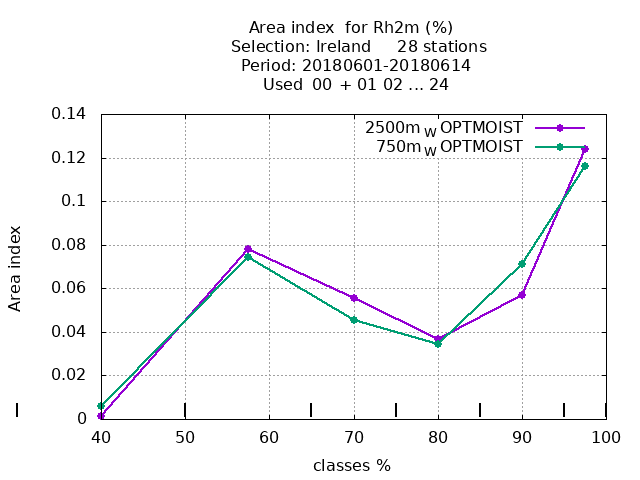 Area index  for Rh2m (%)
Selection: Ireland     28 stations
Period: 20180601-20180614
Used  00 + 01 02 ... 24
2500m W OPTMOIST
750m W OPTMOIST
0.14
0.12
0.1
0.08
0.06
0.04
0.02
0
Area index
40 50 60 70 80 90 100
classes %